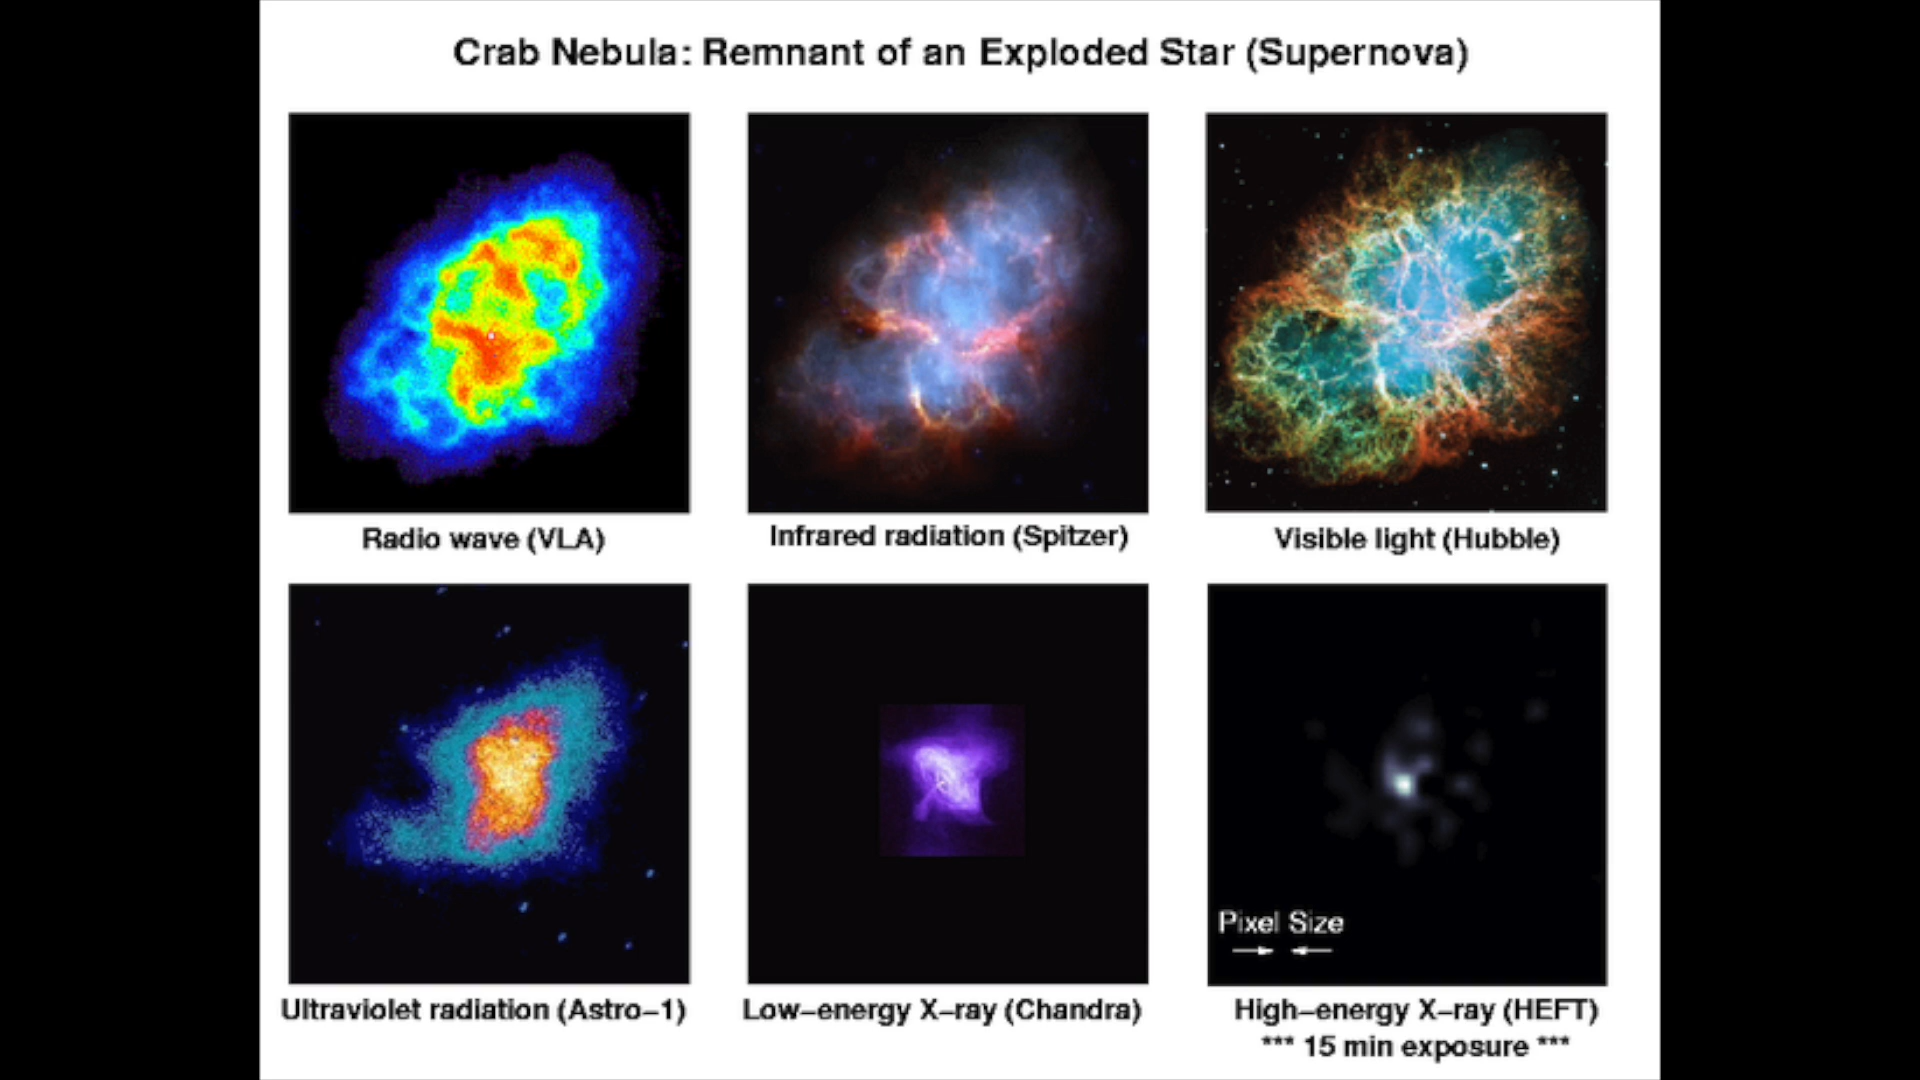 Crab Nebula: Remnant of an Exploded Star (Supernova)
Radio wave (VLA)
Infrared radiation (Spitzer)
Visible light (Hubble)
Ultraviolet radiation (Astro–1)
Low–energy X–ray (Chandra)
Pixel Size
High–energy X–ray (HEFT)
*** 15 min exposure ***